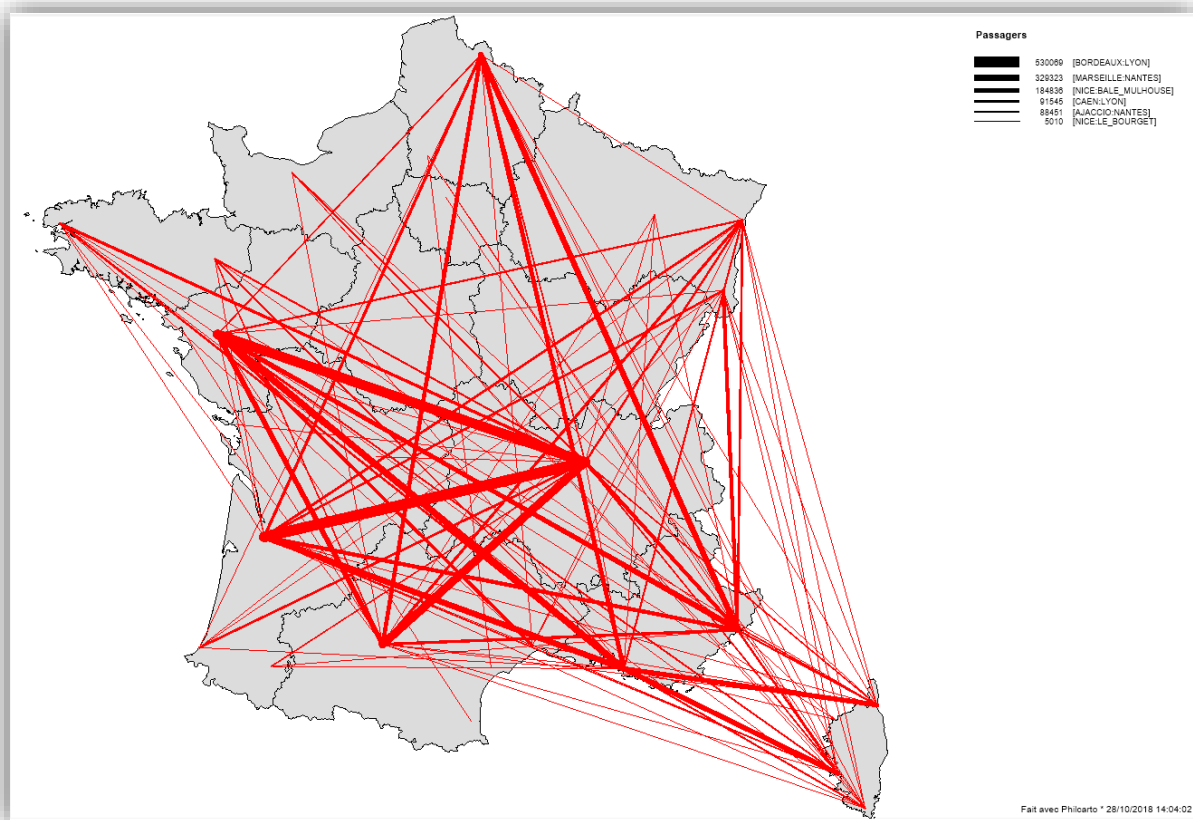 Passagers
530069 [BORDEAUX:LYON]
329323 [MARSEILLE:NANTES]
184836 [NICE:BALE_MULHOUSE]
91545 [CAEN:LYON]
88451 [AJACCIO:NANTES]
5010 [NICE:LE_BOURGET]
Fait avec Philcarto * 28/10/2018 14:04:02